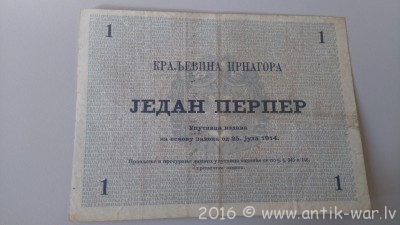 1 1
КРАЉЕВИНА ЦРНАГОРА
ЈЕДАН ПЕРПЕР
Упутница издана
на основу закона од 25. јула 1914.
1 1
2016 © www.antik-war.lv